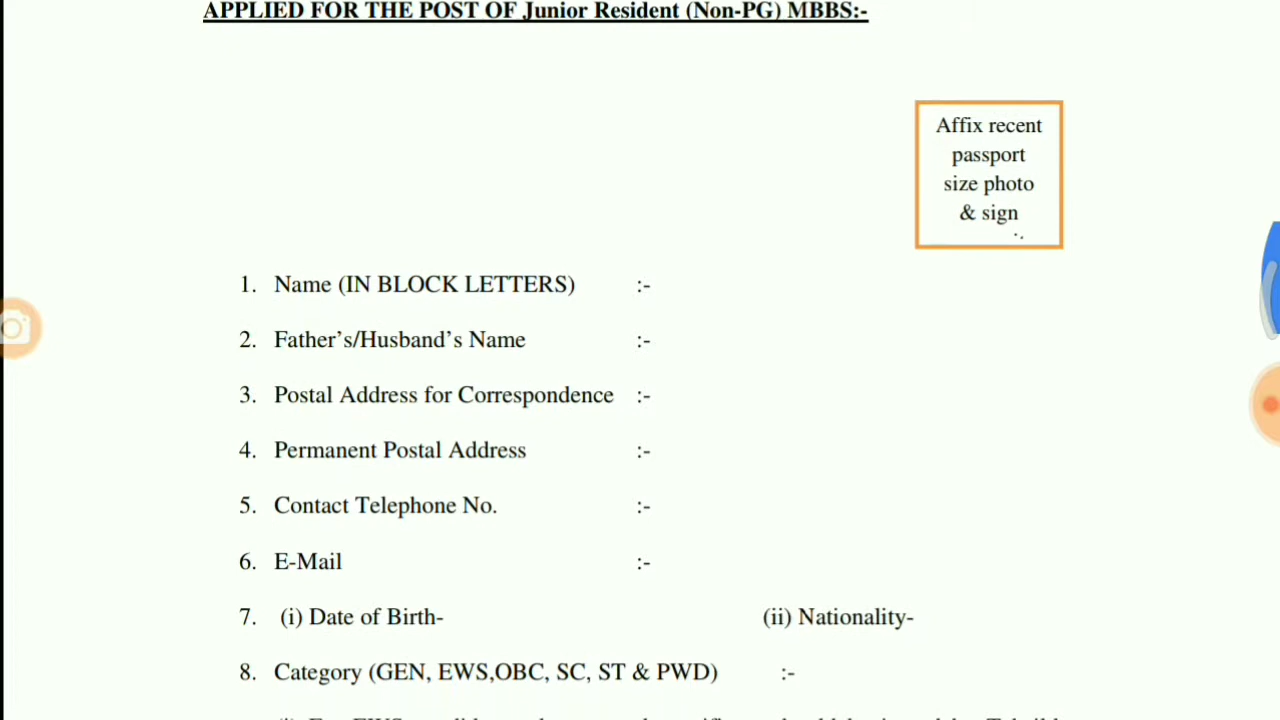 APPLIED FOR THE POST OF Junior Resident (Non-PG) MBBS:-
Affix recent
passport
size photo
& sign
1. Name (IN BLOCK LETTERS) :-
2. Father’s/Husband’s Name :-
3. Postal Address for Correspondence :-
4. Permanent Postal Address :-
5. Contact Telephone No. :-
6. E-Mail :-
7. (i) Date of Birth- (ii) Nationality-
8. Category (GEN, EWS,OBC, SC, ST & PWD) :-